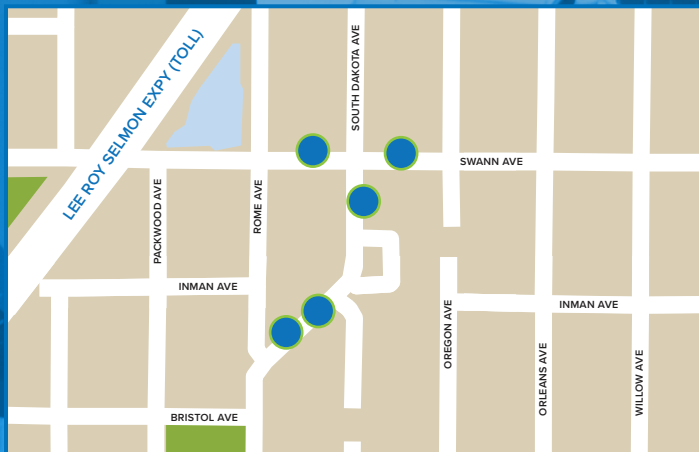 LEE ROY SELMON EXPY (TOLL)
SOUTH DAKOTA AVE
SWANN AVE
PACKWOOD AVE
ROME AVE
INMAN AVE
INMAN AVE
OREGON AVE
ORLEANS AVE
WILLOW AVE
BRISTOL AVE